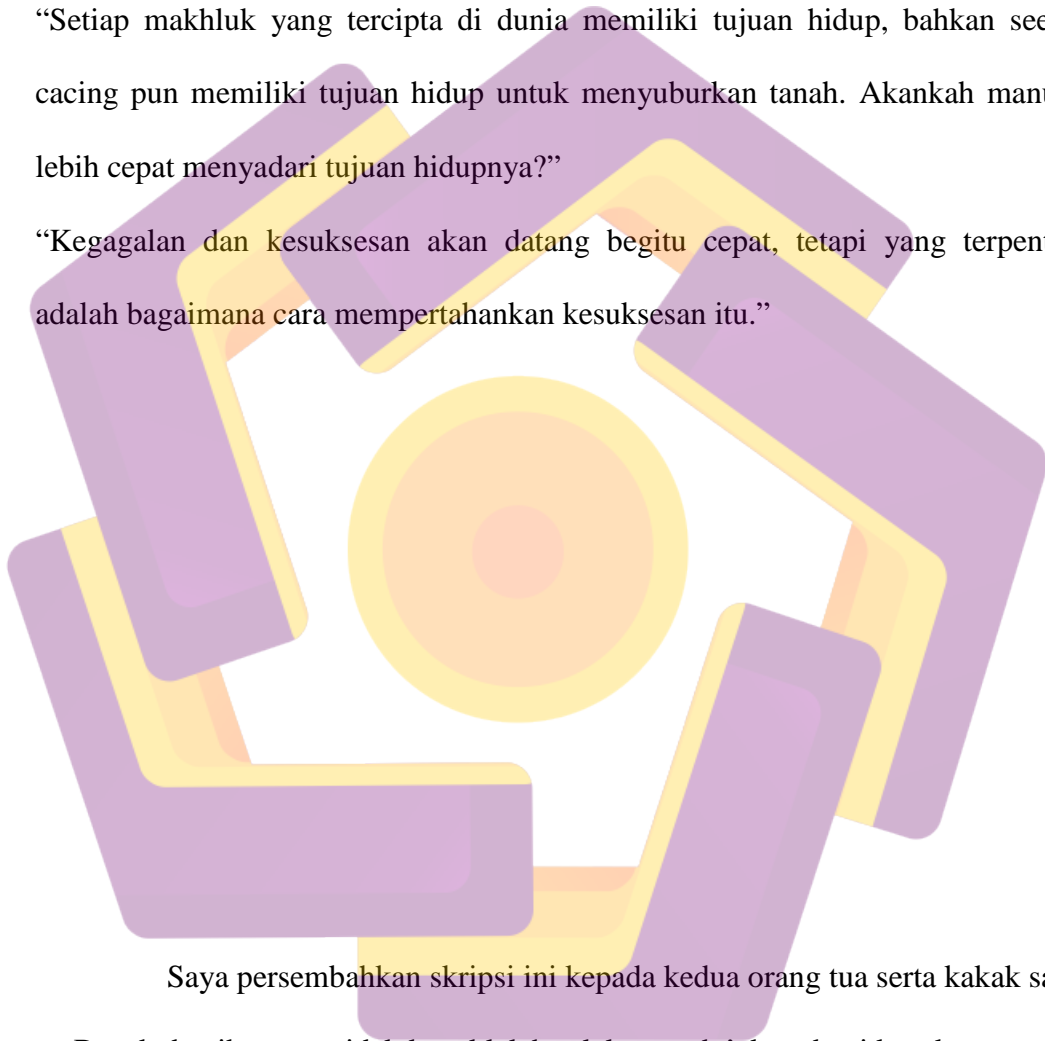 “Setiap makhluk yang tercipta di dunia memiliki tujuan hidup, bahkan see
cacing pun memiliki tujuan hidup untuk menyuburkan tanah. Akankah manu
lebih cepat menyadari tujuan hidupnya?”
“Kegagalan dan kesuksesan akan datang begitu cepat, tetapi yang terpent
adalah bagaimana cara mempertahankan kesuksesan itu.”
Saya persembahkan skripsi ini kepada kedua orang tua serta kakak sa